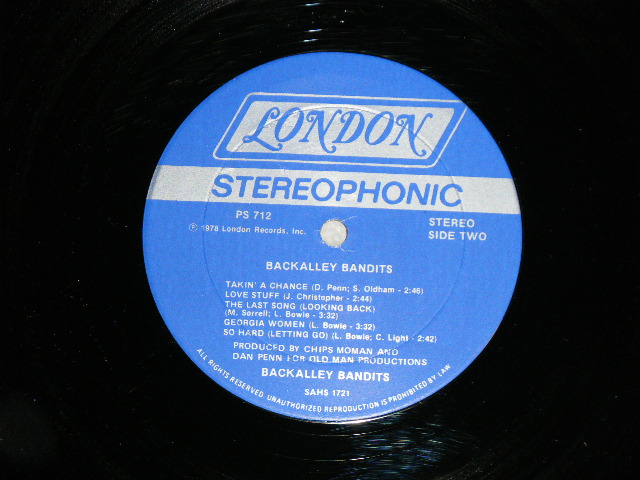 LONDON
STEREOPHONIC
PS 712
STEREO
SIDE TWO
℗ 1978 London Records, Inc.
BACKALLEY BANDITS
TAKIN' A CHANCE (D. Penn; S. Oldham - 2:46)
LOVE STUFF (J. Christopher - 2:44)
THE LAST SONG (LOOKING BACK)
(M. Sorrell; L. Bowie - 3:32)
GEORGIA WOMEN (L. Bowie - 3:32)
SO HARD (LETTING GO) (L. Bowie; C. Light - 2:42)
PRODUCED BY CHIPS MOMAN AND
DAN PENN FOR OLD MAN PRODUCTIONS
BACKALLEY BANDITS
SAHS 1721
ALL RIGHTS RESERVED. UNAUTHORIZED REPRODUCTION IS PROHIBITED BY LAW